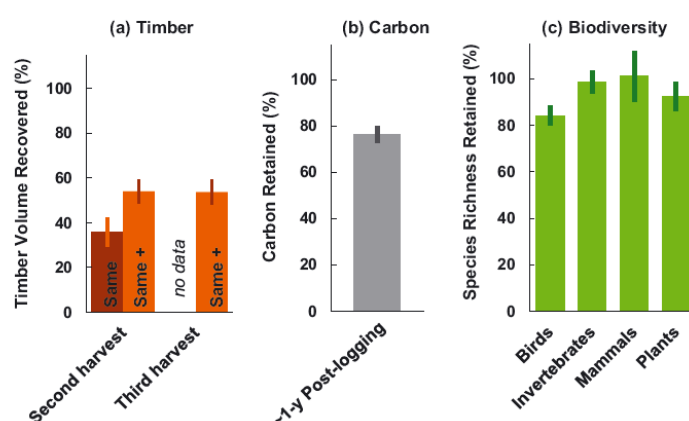 (a) Timber
Timber Volume Recovered (%)
100
80
60
40
20
0
Same
Same +
no data
Same +
Second harvest
Third harvest
(b) Carbon
Carbon Retained (%)
100
80
60
40
20
0
~1-y Post-logging
(c) Biodiversity
Species Richness Retained (%)
100
80
60
40
20
0
Birds
Invertebrates
Mammals
Plants